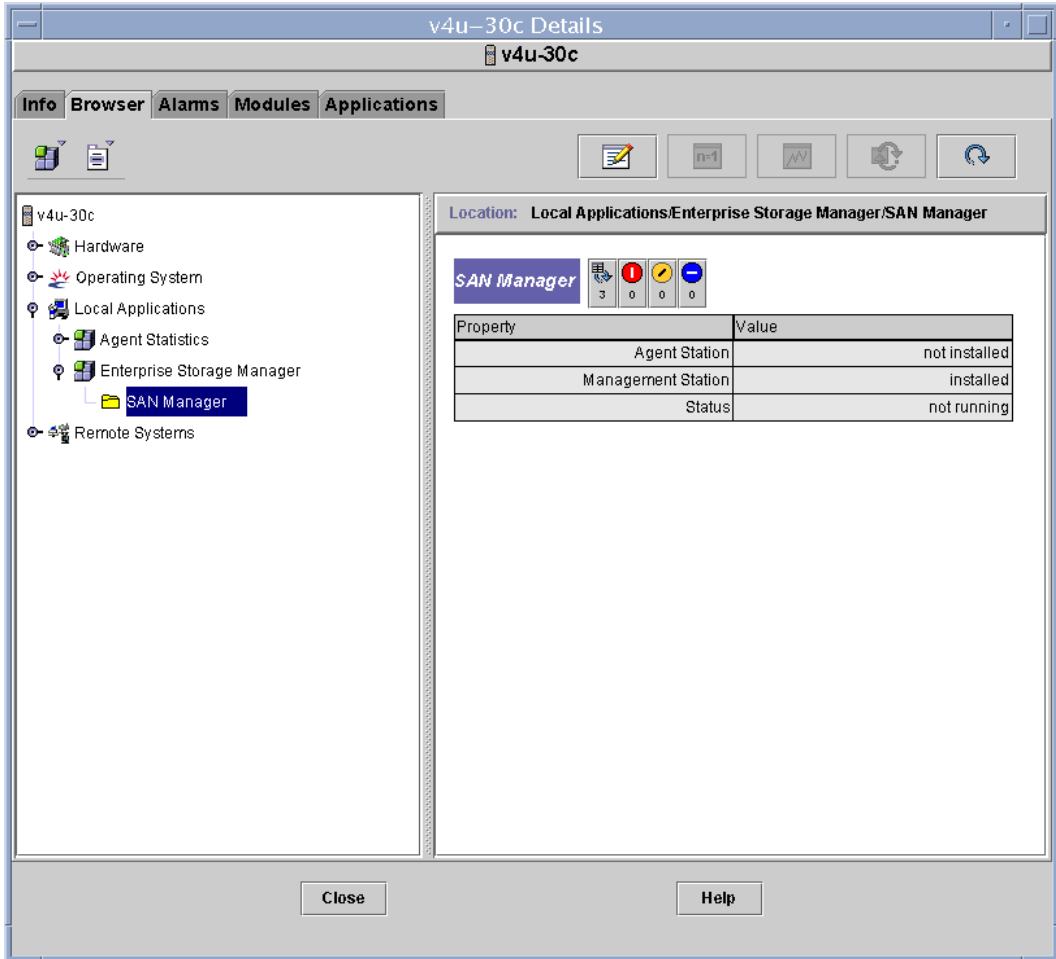 v4u–30c Details
v4u-30c
Info Browser Alarms Modules Applications
n=1
v4u-30c
Hardware
Operating System
Local Applications
Agent Statistics
Enterprise Storage Manager
SAN Manager
Remote Systems
Location: Local Applications/Enterprise Storage Manager/SAN Manager
SAN Manager
3 0 0 0
Property Value
Agent Station not installed
Management Station installed
Status not running
Close Help